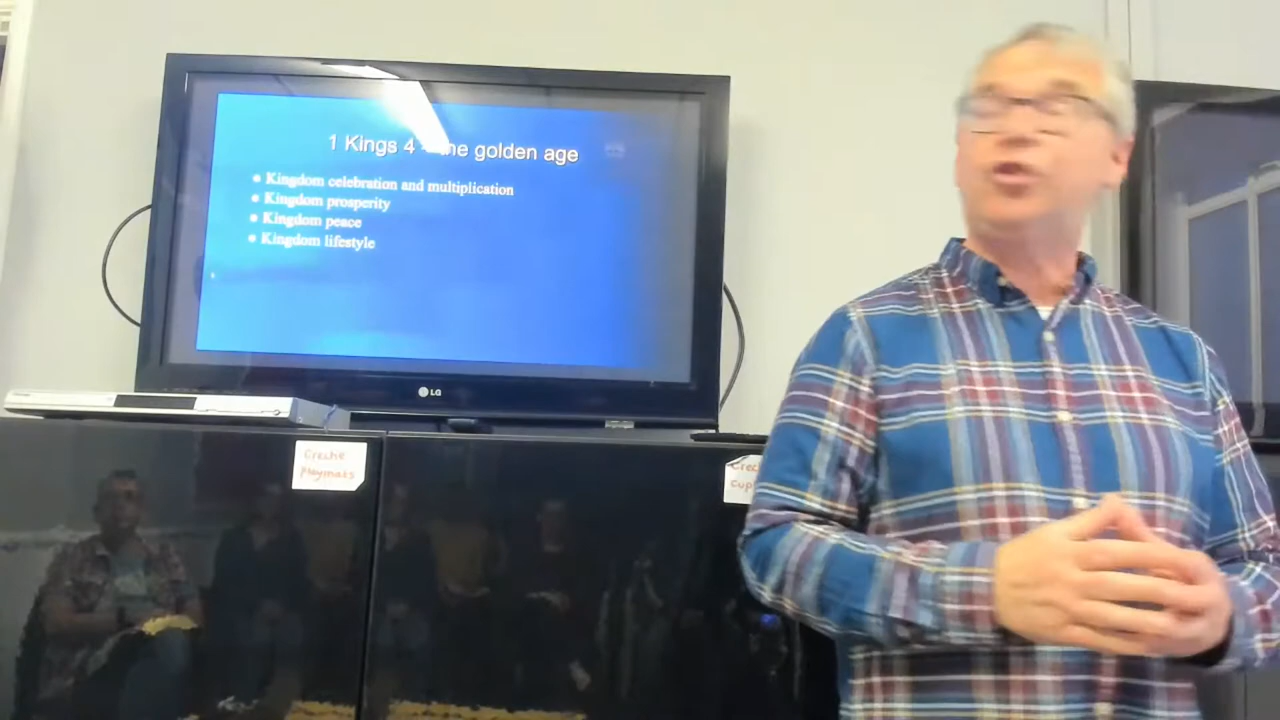 1 Kings 4 - the golden age
Kingdom celebration and multiplication
Kingdom prosperity
Kingdom peace
Kingdom lifestyle
LG
Creche
Playmats
Crec
cup